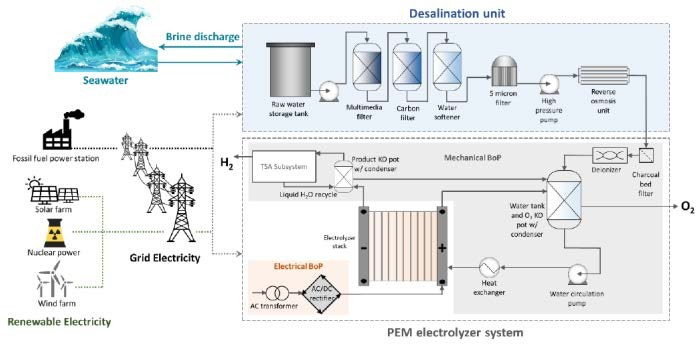 Desalination unit
Brine discharge
Seawater
Raw water
storage tank
Multimedia
filter
Carbon
filter
Water
softener
5 micron
filter
High
pressure
pump
Reverse
osmosis
unit
Fossil fuel power station
Solar farm
Nuclear power
Wind farm
Renewable Electricity
Grid Electricity
H2
TSA Subsystem
Product KO pot
w/ condenser
Liquid H2O recycle
Mechanical BoP
Deionizer
Charcoal
bed
filter
Water tank
and O2 KO
pot w/
condenser
O2
Electrolyzer
stack
-
+
Electrical BoP
AC transformer
AC/DC
rectifier
Heat
exchanger
Water circulation
pump
PEM electrolyzer system